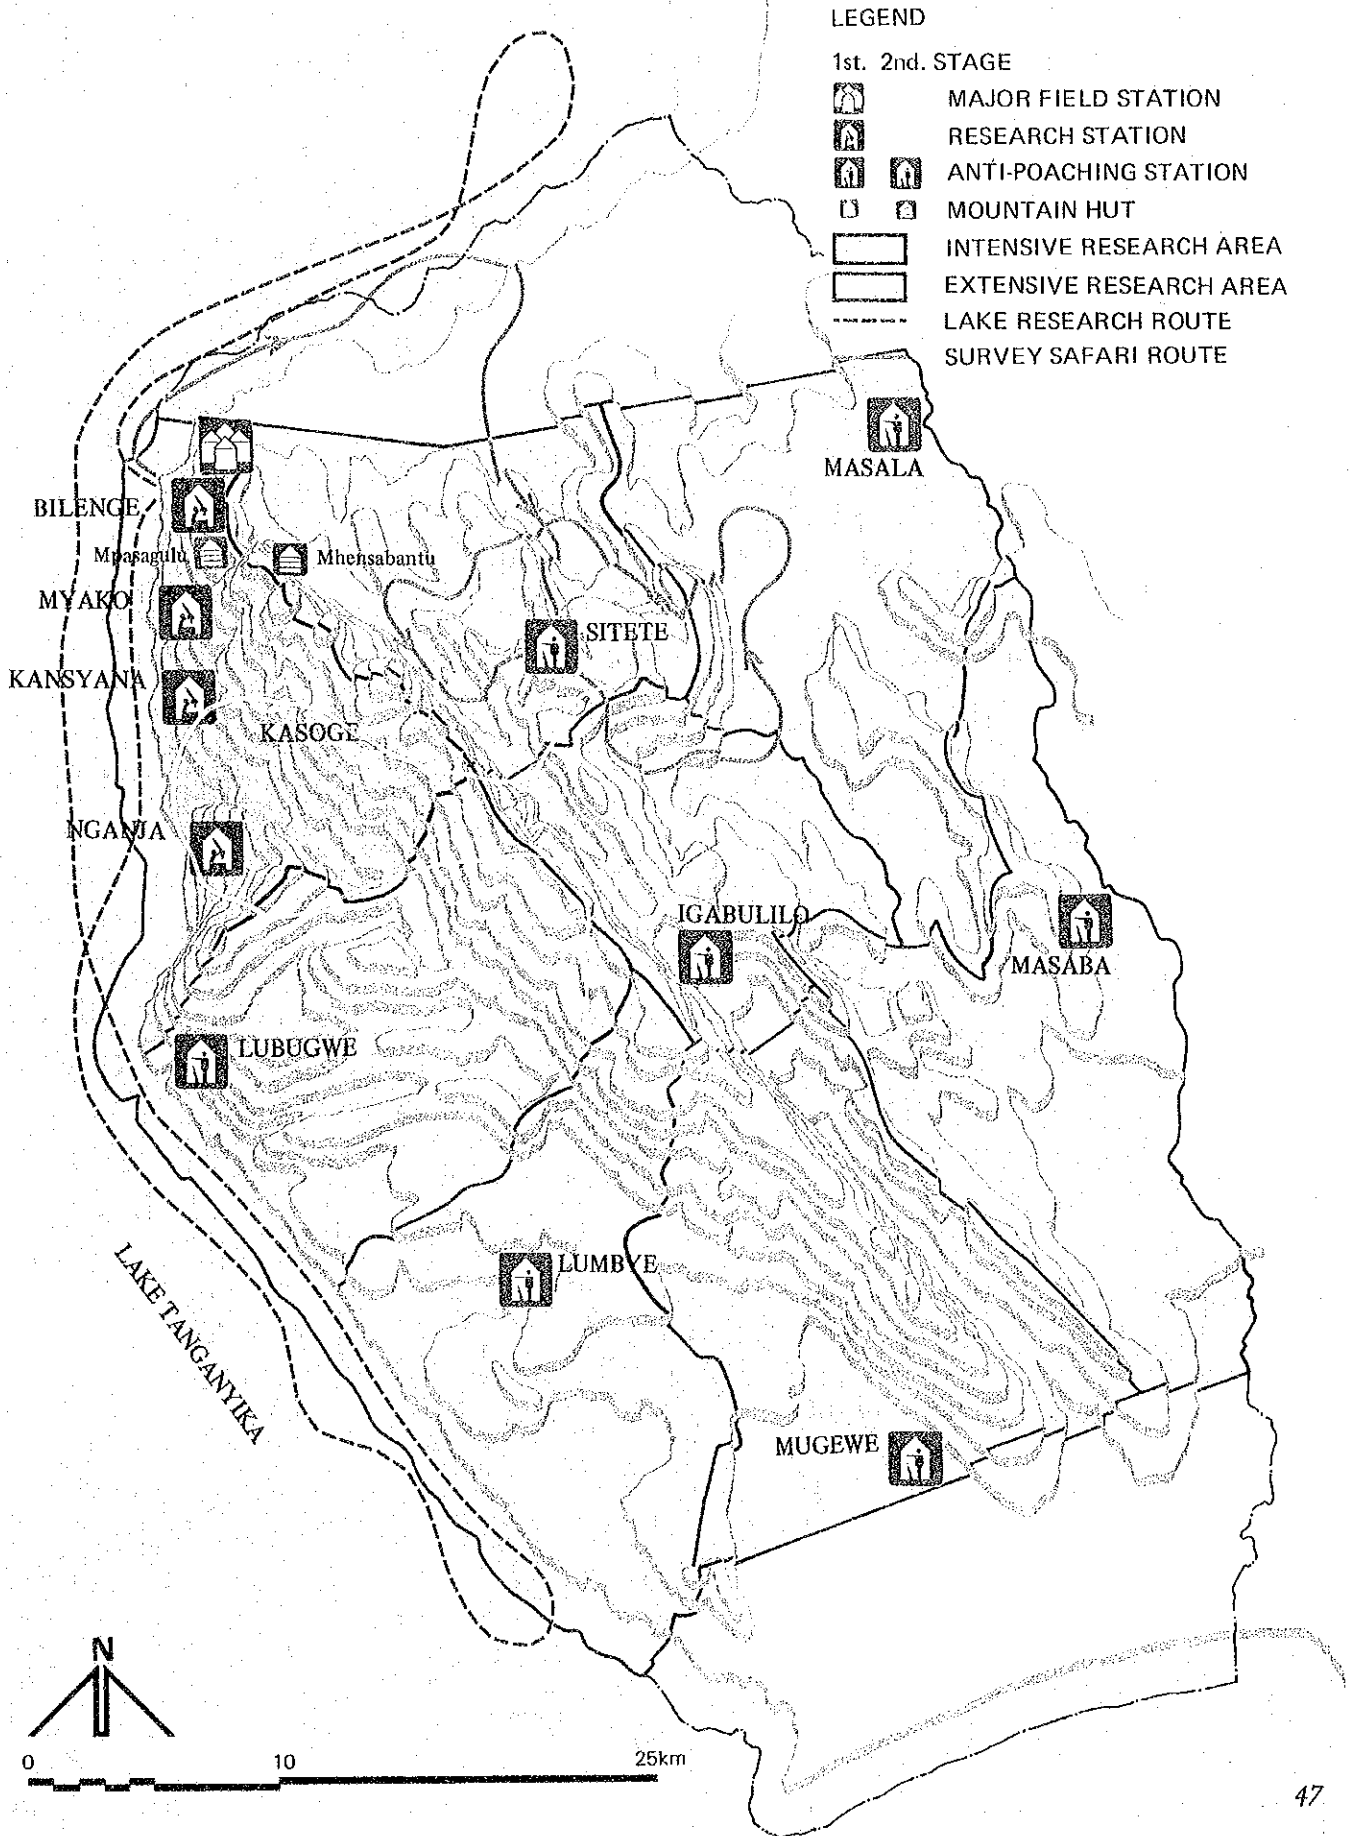 LEGEND
1st. 2nd. STAGE
MAJOR FIELD STATION
RESEARCH STATION
ANTI-POACHING STATION
MOUNTAIN HUT
INTENSIVE RESEARCH AREA
EXTENSIVE RESEARCH AREA
LAKE RESEARCH ROUTE
SURVEY SAFARI ROUTE
MASALA
BILENGE
Mpasagulu
Mhensabantu
MYAKO
SITETE
KANSYANA
KASOGE
NGANJA
IGABULILO
MASABA
LUBUGWE
LUMBYE
LAKE TANGANYIKA
MUGEWE
N
0 10 25km
47